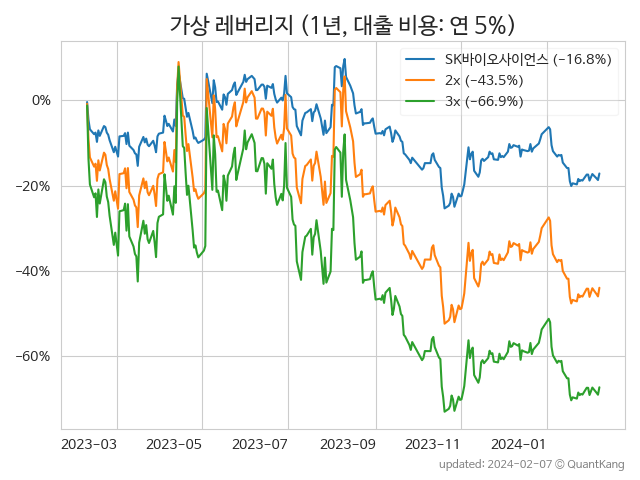 가상 레버리지 (1년, 대출 비용: 연 5%)
SK바이오사이언스 (−16.8%)
2x (−43.5%)
3x (−66.9%)
0%
−20%
−40%
−60%
2023-03 2023-05 2023-07 2023-09 2023-11 2024-01
updated: 2024-02-07 © QuantKang